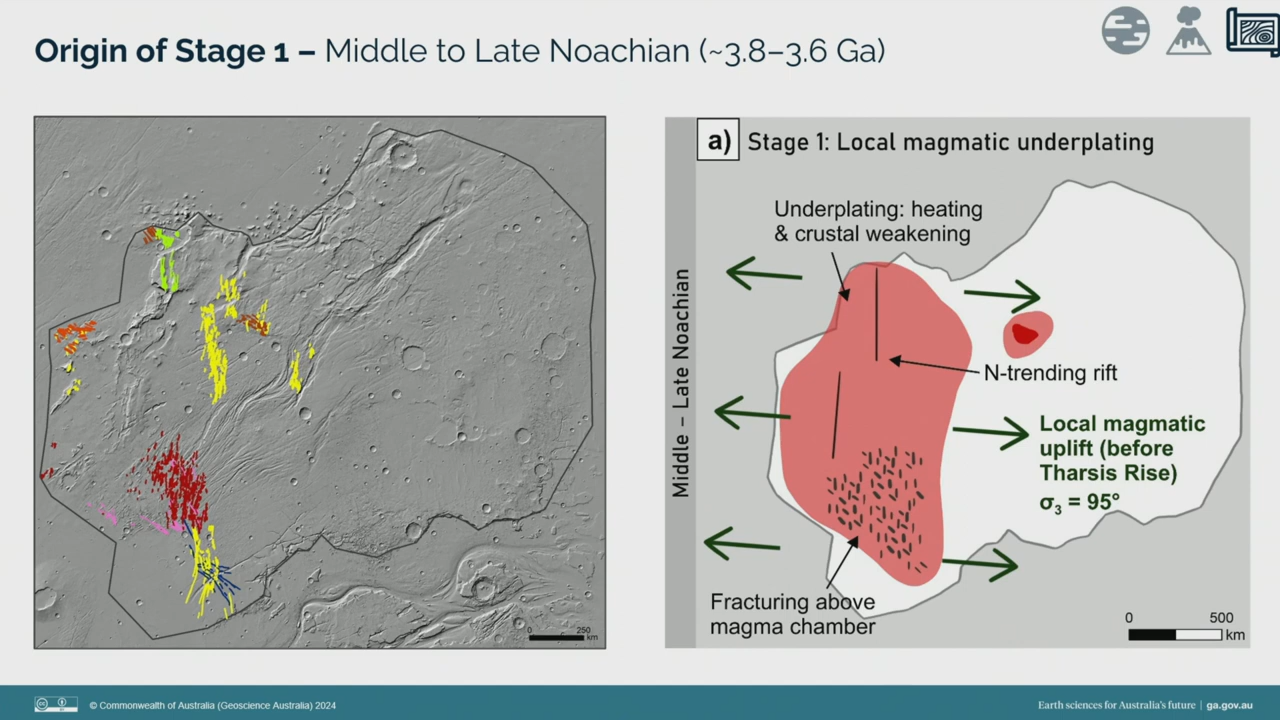 Origin of Stage 1 – Middle to Late Noachian (~3.8–3.6 Ga)
0 250
km
a) Stage 1: Local magmatic underplating
Middle – Late Noachian
Underplating: heating
& crustal weakening
N-trending rift
Local magmatic
uplift (before
Tharsis Rise)
σ₃ = 95°
Fracturing above
magma chamber
0 500
km
cc
© Commonwealth of Australia (Geoscience Australia) 2024
Earth sciences for Australia's future | ga.gov.au